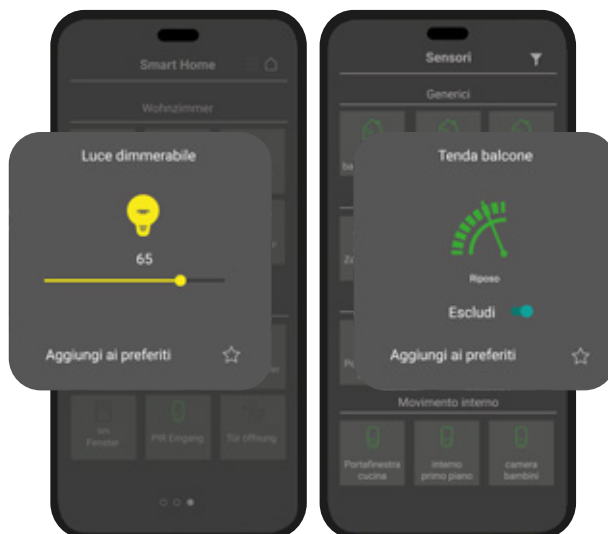 Smart Home
Wohnzimmer
Luce dimmerabile
65
Aggiungi ai preferiti
Fenster
PIR Eingang
Tür öffnung
Sensori
Generici
Tenda balcone
Riposo
Escludi
Aggiungi ai preferiti
Movimento interno
Portafinestra
cucina
interno
primo piano
camera
bambini